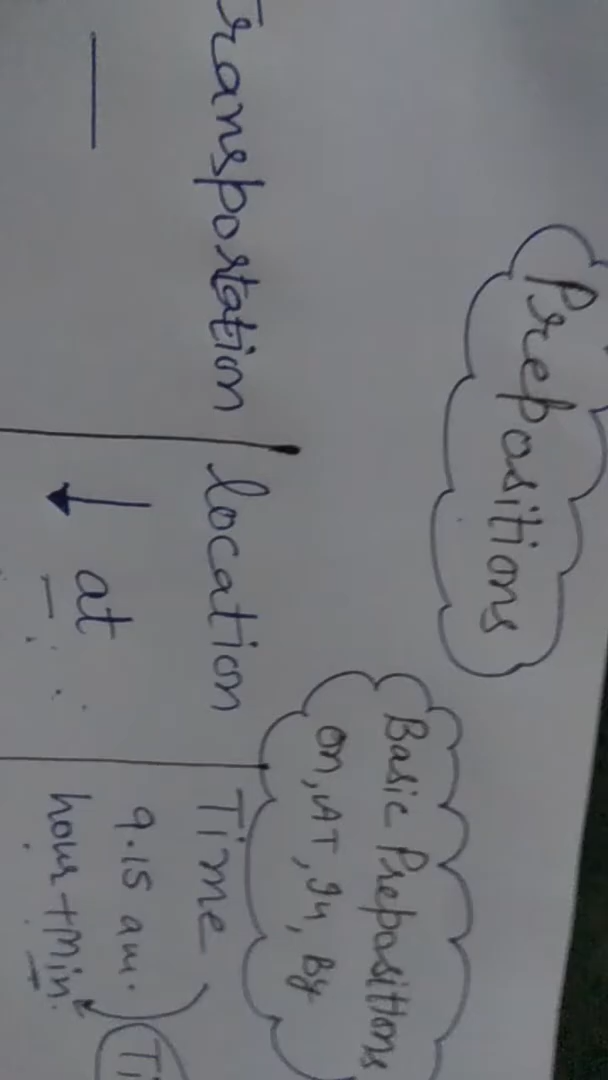 Prepositions
Basic Prepositions
on, AT, In, By
Transportation
location
Time
at
9.15 am.
hour + min.